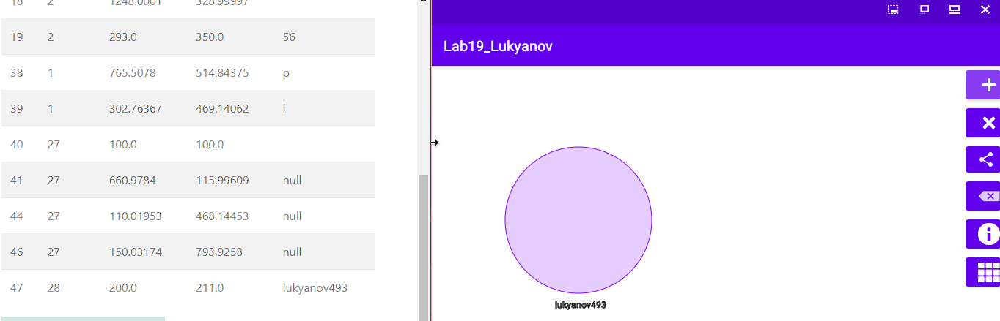 18 2 1248.0001 328.99997
19 2 293.0 350.0 56
38 1 765.5078 514.84375 p
39 1 302.76367 469.14062 i
40 27 100.0 100.0
41 27 660.9784 115.99609 null
44 27 110.01953 468.14453 null
46 27 150.03174 793.9258 null
47 28 200.0 211.0 lukyanov493
Lab19_Lukyanov
lukyanov493